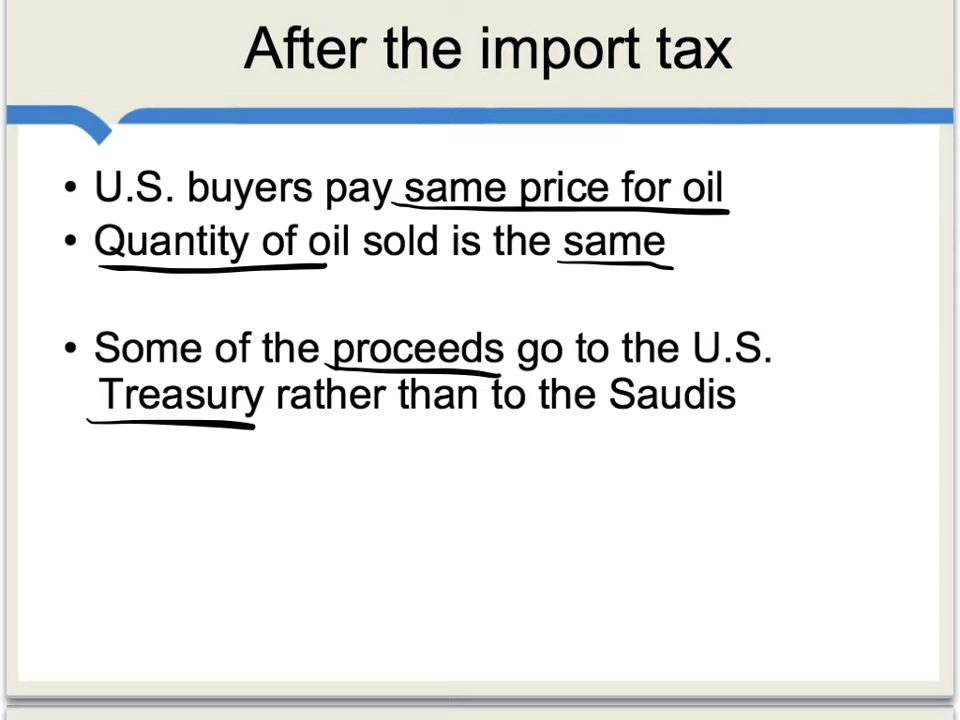 After the import tax
• U.S. buyers pay same price for oil
• Quantity of oil sold is the same
• Some of the proceeds go to the U.S.
Treasury rather than to the Saudis